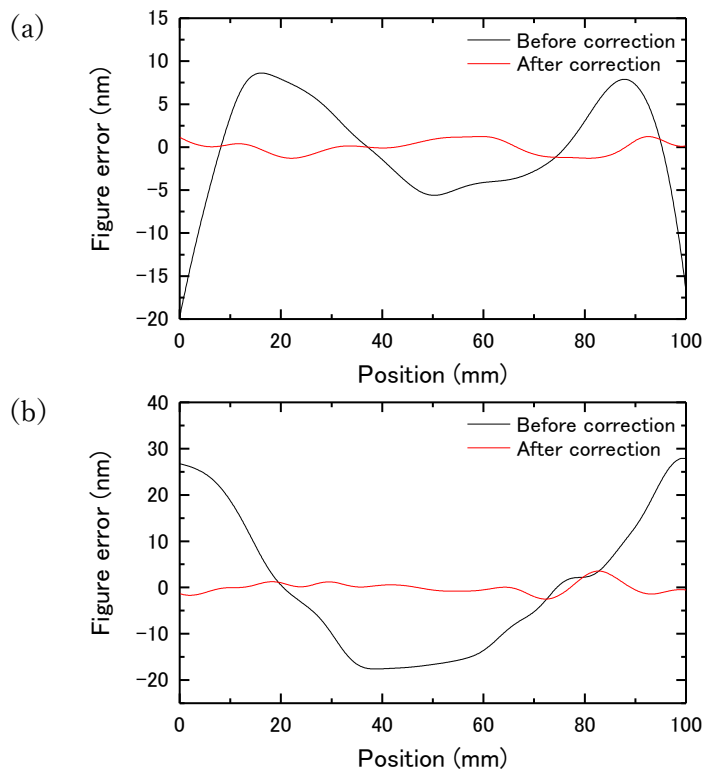 (a)
15
10
5
0
−5
−10
−15
−20
Figure error (nm)
Before correction
After correction
0 20 40 60 80 100
Position (mm)
(b)
40
30
20
10
0
−10
−20
Figure error (nm)
Before correction
After correction
0 20 40 60 80 100
Position (mm)